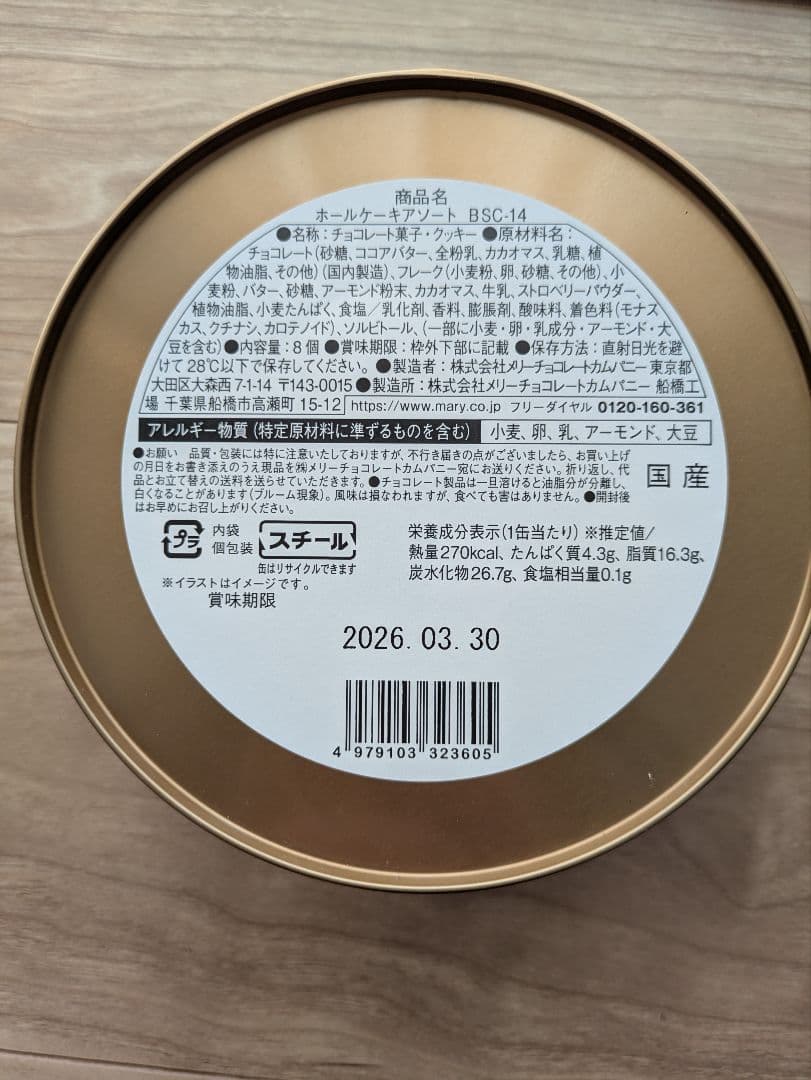 商品名
ホールケーキアソート BSC-14
●名称：チョコレート菓子・クッキー ●原材料名：
チョコレート（砂糖、ココアバター、全粉乳、カカオマス、乳糖、植
物油脂、その他）（国内製造）、フレーク（小麦粉、卵、砂糖、その他）、小
麦粉、バター、砂糖、アーモンド粉末、カカオマス、牛乳、ストロベリーパウダー、
植物油脂、小麦たんぱく、食塩／乳化剤、香料、膨脹剤、酸味料、着色料（モナス
カス、クチナシ、カロテノイド）、ソルビトール、（一部に小麦・卵・乳成分・アーモンド・大
豆を含む）●内容量：8個 ●賞味期限：枠外下部に記載 ●保存方法：直射日光を避
けて28℃以下で保存してください。 ●製造者：株式会社メリーチョコレートカムパニー 東京都
大田区大森西7-1-14 〒143-0015 ●製造所：株式会社メリーチョコレートカムパニー 船橋工
場 千葉県船橋市高瀬町 15-12 https://www.mary.co.jp フリーダイヤル 0120-160-361
アレルギー物質（特定原材料に準ずるものを含む） 小麦、卵、乳、アーモンド、大豆
●お願い 品質・包装には特に注意いたしておりますが、不行き届きの点がございましたら、お買い上げ
の月日をお書き添えのうえ現品を㈱メリーチョコレートカムパニー宛にお送りください。折り返し、代
品とお立て替えの送料を送らせていただきます。●チョコレート製品は一旦溶けると油脂分が分離し、
白くなることがあります（ブルーム現象）。風味は損なわれますが、食べても害はありません。●開封後
はお早めにお召し上がりください。
国産
プラ
内袋
個包装
スチール
缶はリサイクルできます
※イラストはイメージです。
栄養成分表示（1缶当たり）※推定値／
熱量270kcal、たんぱく質4.3g、脂質16.3g、
炭水化物26.7g、食塩相当量0.1g
賞味期限
2026.03.30
4 979103 323605